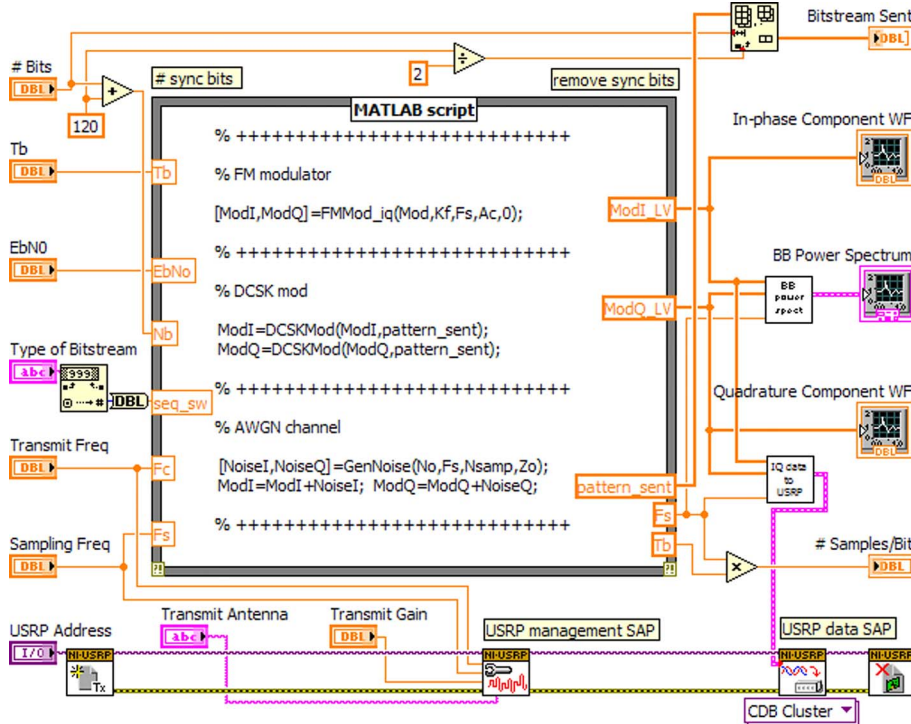 Bitstream Sent
DBL]
# Bits
DBL
+
120
2
÷
# sync bits
remove sync bits
MATLAB script
% ++++++++++++++++++++++++++++
% FM modulator
[ModI,ModQ]=FMMod_iq(Mod,Kf,Fs,Ac,0);
% ++++++++++++++++++++++++++++
% DCSK mod
ModI=DCSKMod(ModI,pattern_sent);
ModQ=DCSKMod(ModQ,pattern_sent);
% ++++++++++++++++++++++++++++
% AWGN channel
[NoiseI,NoiseQ]=GenNoise(No,Fs,Nsamp,Zo);
ModI=ModI+NoiseI; ModQ=ModQ+NoiseQ;
% ++++++++++++++++++++++++++++
Tb
DBL
Tb
EbN0
DBL
EbNo
Nb
Type of Bitstream
abc
999
DBL
seq_sw
Transmit Freq
DBL
Fc
Sampling Freq
DBL
Fs
ModI_LV
ModQ_LV
pattern_sent
Fs
Tb
In-phase Component WF
DBL
BB Power Spectrum
BB
power
spect
Quadrature Component WF
DBL
IQ data
to
USRP
×
# Samples/Bit
DBL
USRP Address
I/O
NI-USRP
Tx
Transmit Antenna
abc
Transmit Gain
DBL
USRP management SAP
NI-USRP
USRP data SAP
NI-USRP
NI-USRP
CDB Cluster